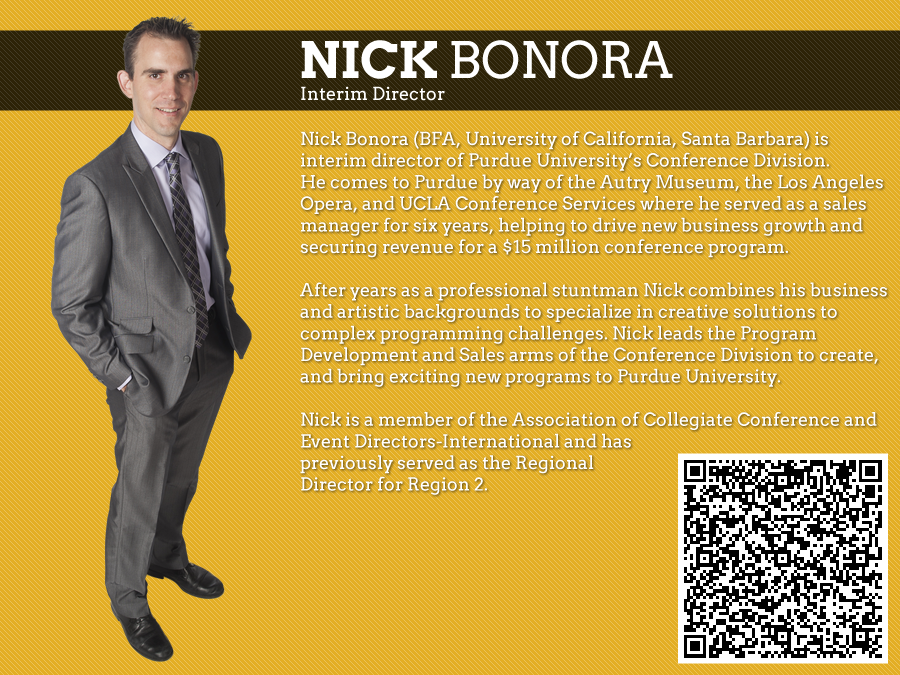 NICK BONORA
Interim Director
Nick Bonora (BFA, University of California, Santa Barbara) is
interim director of Purdue University's Conference Division.
He comes to Purdue by way of the Autry Museum, the Los Angeles
Opera, and UCLA Conference Services where he served as a sales
manager for six years, helping to drive new business growth and
securing revenue for a $15 million conference program.
After years as a professional stuntman Nick combines his business
and artistic backgrounds to specialize in creative solutions to
complex programming challenges. Nick leads the Program
Development and Sales arms of the Conference Division to create,
and bring exciting new programs to Purdue University.
Nick is a member of the Association of Collegiate Conference and
Event Directors-International and has
previously served as the Regional
Director for Region 2.